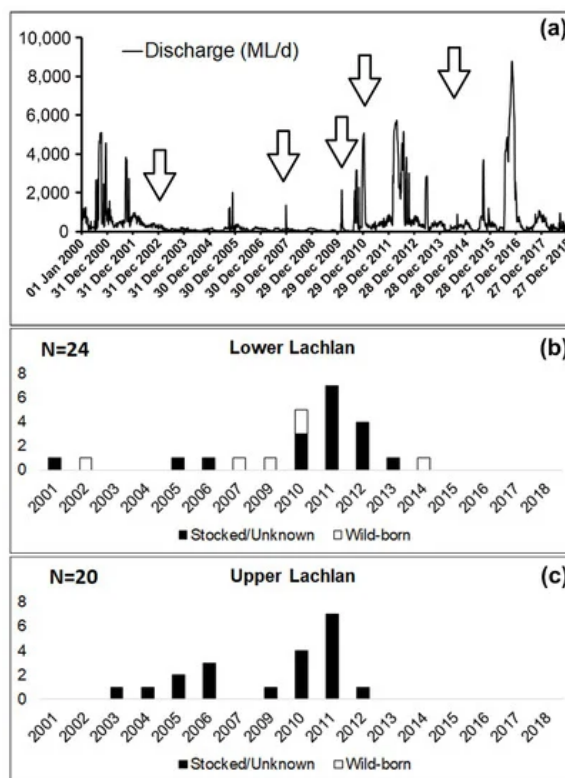 (a)
10,000
8,000
6,000
4,000
2,000
0
Discharge (ML/d)
01 Jan 2000
31 Dec 2000
31 Dec 2001
31 Dec 2002
31 Dec 2003
30 Dec 2004
30 Dec 2005
30 Dec 2006
30 Dec 2007
29 Dec 2008
29 Dec 2009
29 Dec 2010
29 Dec 2011
28 Dec 2012
28 Dec 2013
28 Dec 2014
28 Dec 2015
27 Dec 2016
27 Dec 2017
27 Dec 2018
N=24 Lower Lachlan (b)
8
6
4
2
0
2001 2002 2003 2004 2005 2006 2007 2009 2010 2011 2012 2013 2014 2015 2016 2017 2018
Stocked/Unknown Wild-born
N=20 Upper Lachlan (c)
8
6
4
2
0
2001 2002 2003 2004 2005 2006 2007 2009 2010 2011 2012 2013 2014 2015 2016 2017 2018
Stocked/Unknown Wild-born